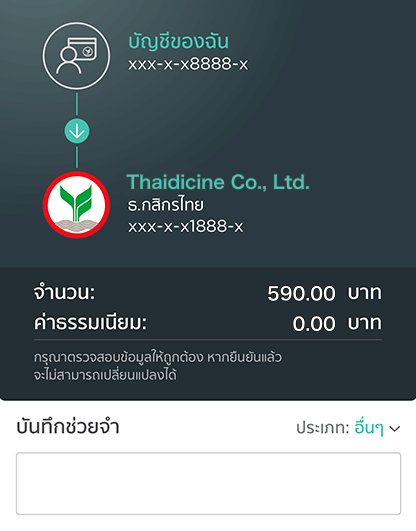 บัญชีของฉัน
xxx-x-x8888-x
Thaidicine Co., Ltd.
ธ.กสิกรไทย
xxx-x-x1888-x
จำนวน: 590.00 บาท
ค่าธรรมเนียม: 0.00 บาท
กรุณาตรวจสอบข้อมูลให้ถูกต้อง หากยืนยันแล้ว
จะไม่สามารถเปลี่ยนแปลงได้
บันทึกช่วยจำ ประเภท: อื่นๆ